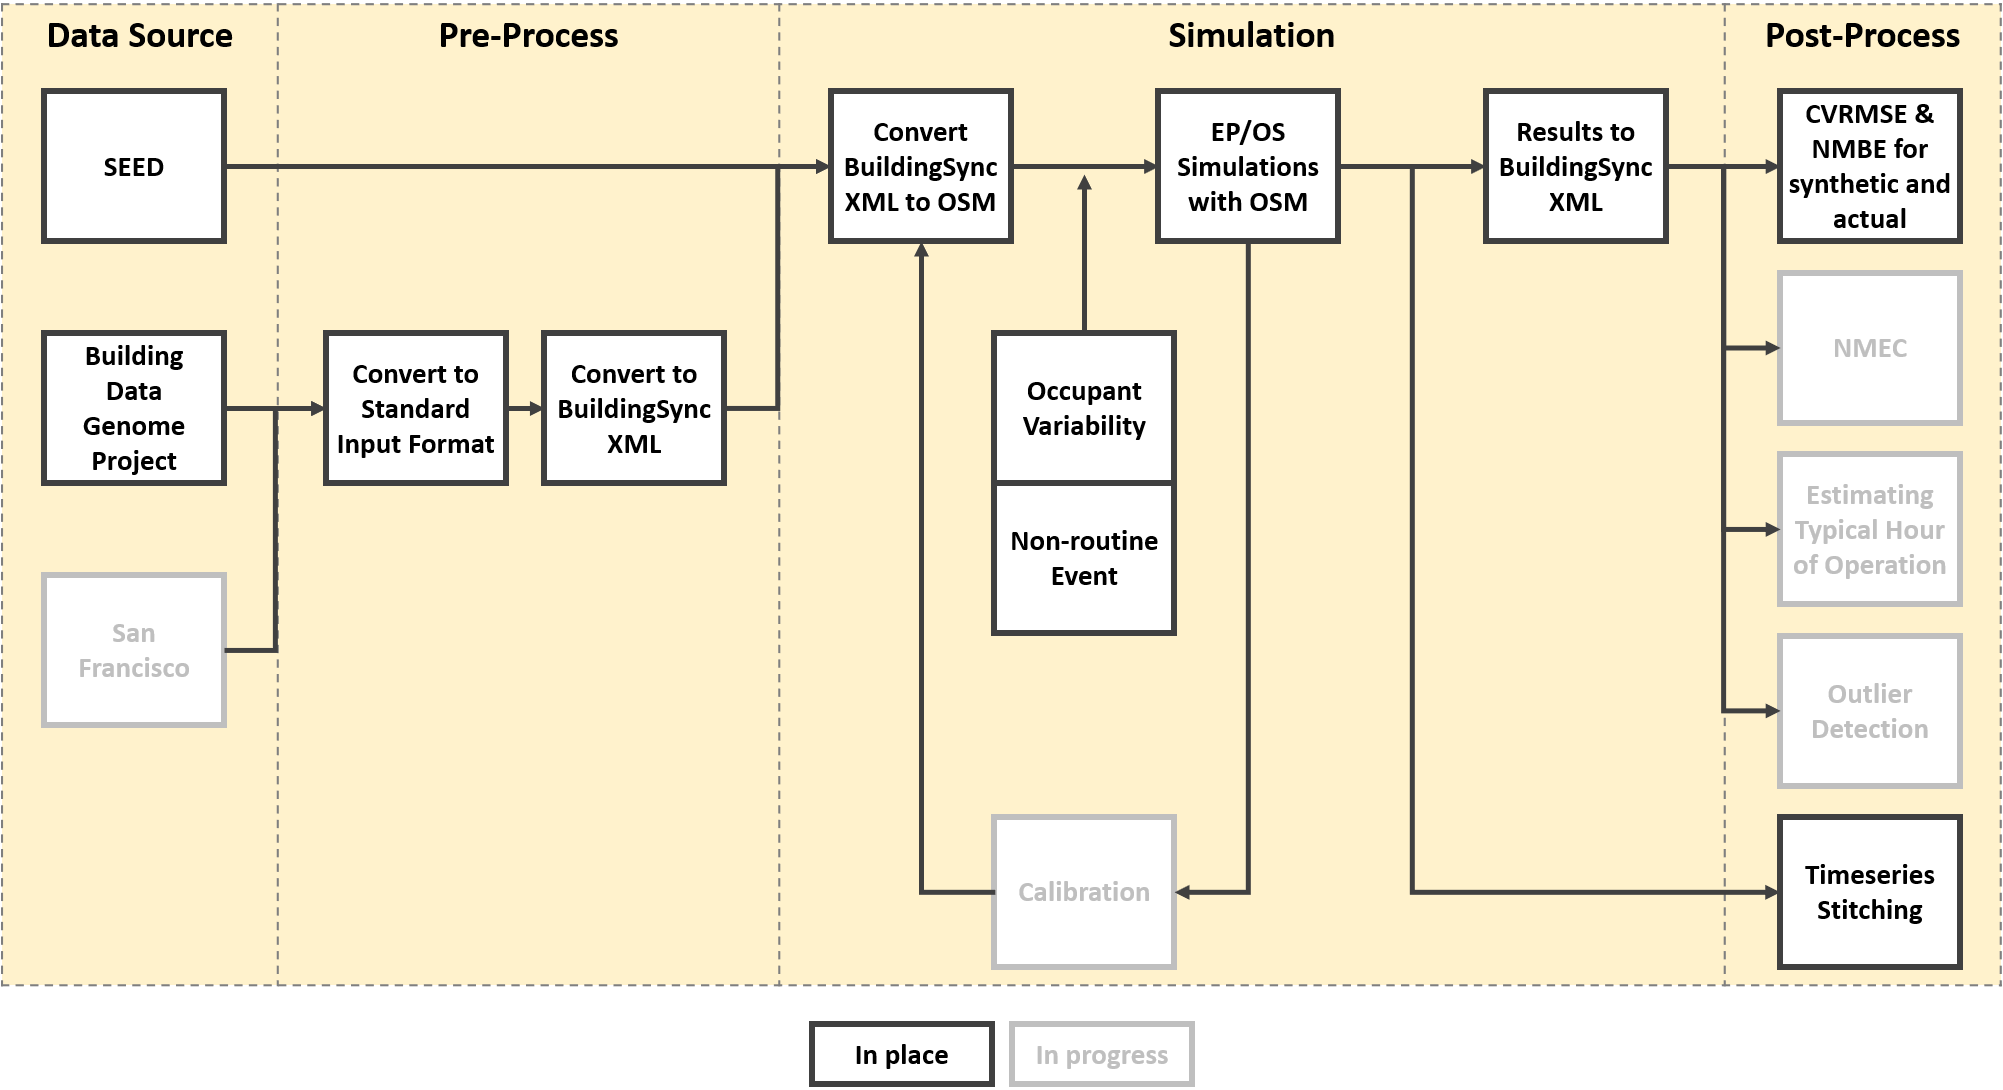 Data Source
Pre-Process
Simulation
Post-Process
SEED
Convert
BuildingSync
XML to OSM
EP/OS
Simulations
with OSM
Results to
BuildingSync
XML
CVRMSE &
NMBE for
synthetic and
actual
Building
Data
Genome
Project
Convert to
Standard
Input Format
Convert to
BuildingSync
XML
Occupant
Variability
Non-routine
Event
NMEC
Estimating
Typical Hour
of Operation
San
Francisco
Outlier
Detection
Calibration
Timeseries
Stitching
In place
In progress